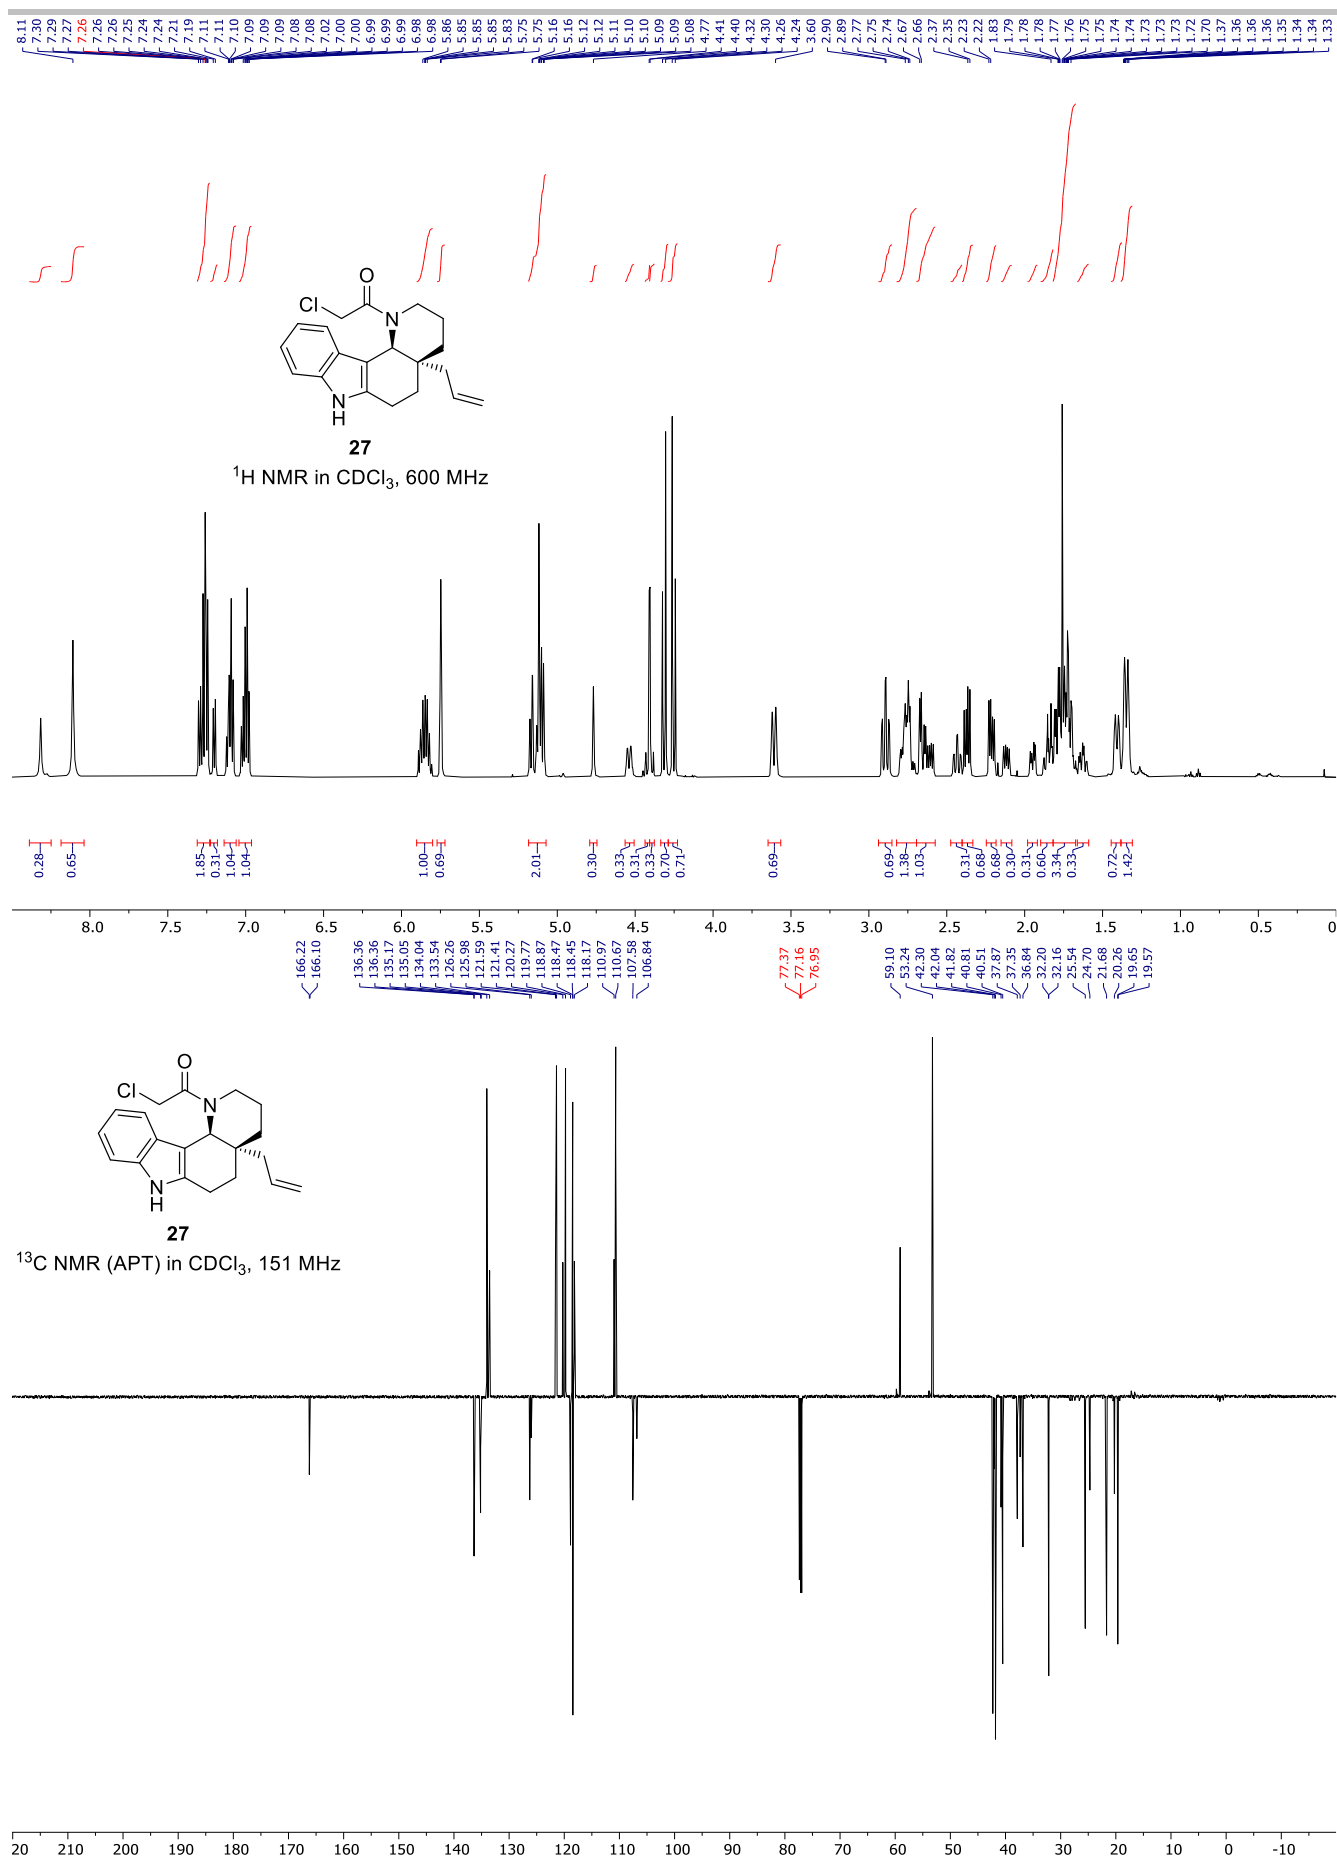 8.11 7.30 7.29 7.27 7.26 7.26 7.26 7.25 7.24 7.24 7.21 7.19 7.11 7.11 7.10 7.09 7.09 7.09 7.08 7.08 7.02 7.00 7.00 6.99 6.99 6.99 6.98 6.98 5.86 5.85 5.85 5.85 5.83 5.75 5.75 5.16 5.16 5.12 5.12 5.11 5.10 5.10 5.09 5.09 5.08 4.77 4.41 4.40 4.32 4.30 4.26 4.24 3.60 2.90 2.89 2.77 2.75 2.74 2.67 2.66 2.37 2.35 2.23 2.22 1.83 1.79 1.78 1.78 1.77 1.76 1.75 1.75 1.74 1.74 1.73 1.73 1.73 1.72 1.70 1.37 1.36 1.36 1.36 1.35 1.34 1.34 1.33
O
Cl
N
N
H
27
¹H NMR in CDCl₃, 600 MHz
0.28 0.65 1.85 0.31 1.04 1.04 1.00 0.69 2.01 0.30 0.33 0.31 0.33 0.70 0.71 0.69 0.69 1.38 1.03 0.31 0.68 0.68 0.30 0.31 0.60 3.34 0.33 0.72 1.42
8.0 7.5 7.0 6.5 6.0 5.5 5.0 4.5 4.0 3.5 3.0 2.5 2.0 1.5 1.0 0.5 0
166.22 166.10 136.36 136.36 135.17 135.05 134.04 133.54 126.26 125.98 121.59 121.41 120.27 119.77 118.87 118.47 118.45 118.17 110.97 110.67 107.58 106.84 77.37 77.16 76.95 59.10 53.24 42.30 42.04 41.82 40.81 40.51 37.87 37.35 36.84 32.20 32.16 25.54 24.70 21.68 20.26 19.65 19.57
O
Cl
N
N
H
27
¹³C NMR (APT) in CDCl₃, 151 MHz
20 210 200 190 180 170 160 150 140 130 120 110 100 90 80 70 60 50 40 30 20 10 0 -10